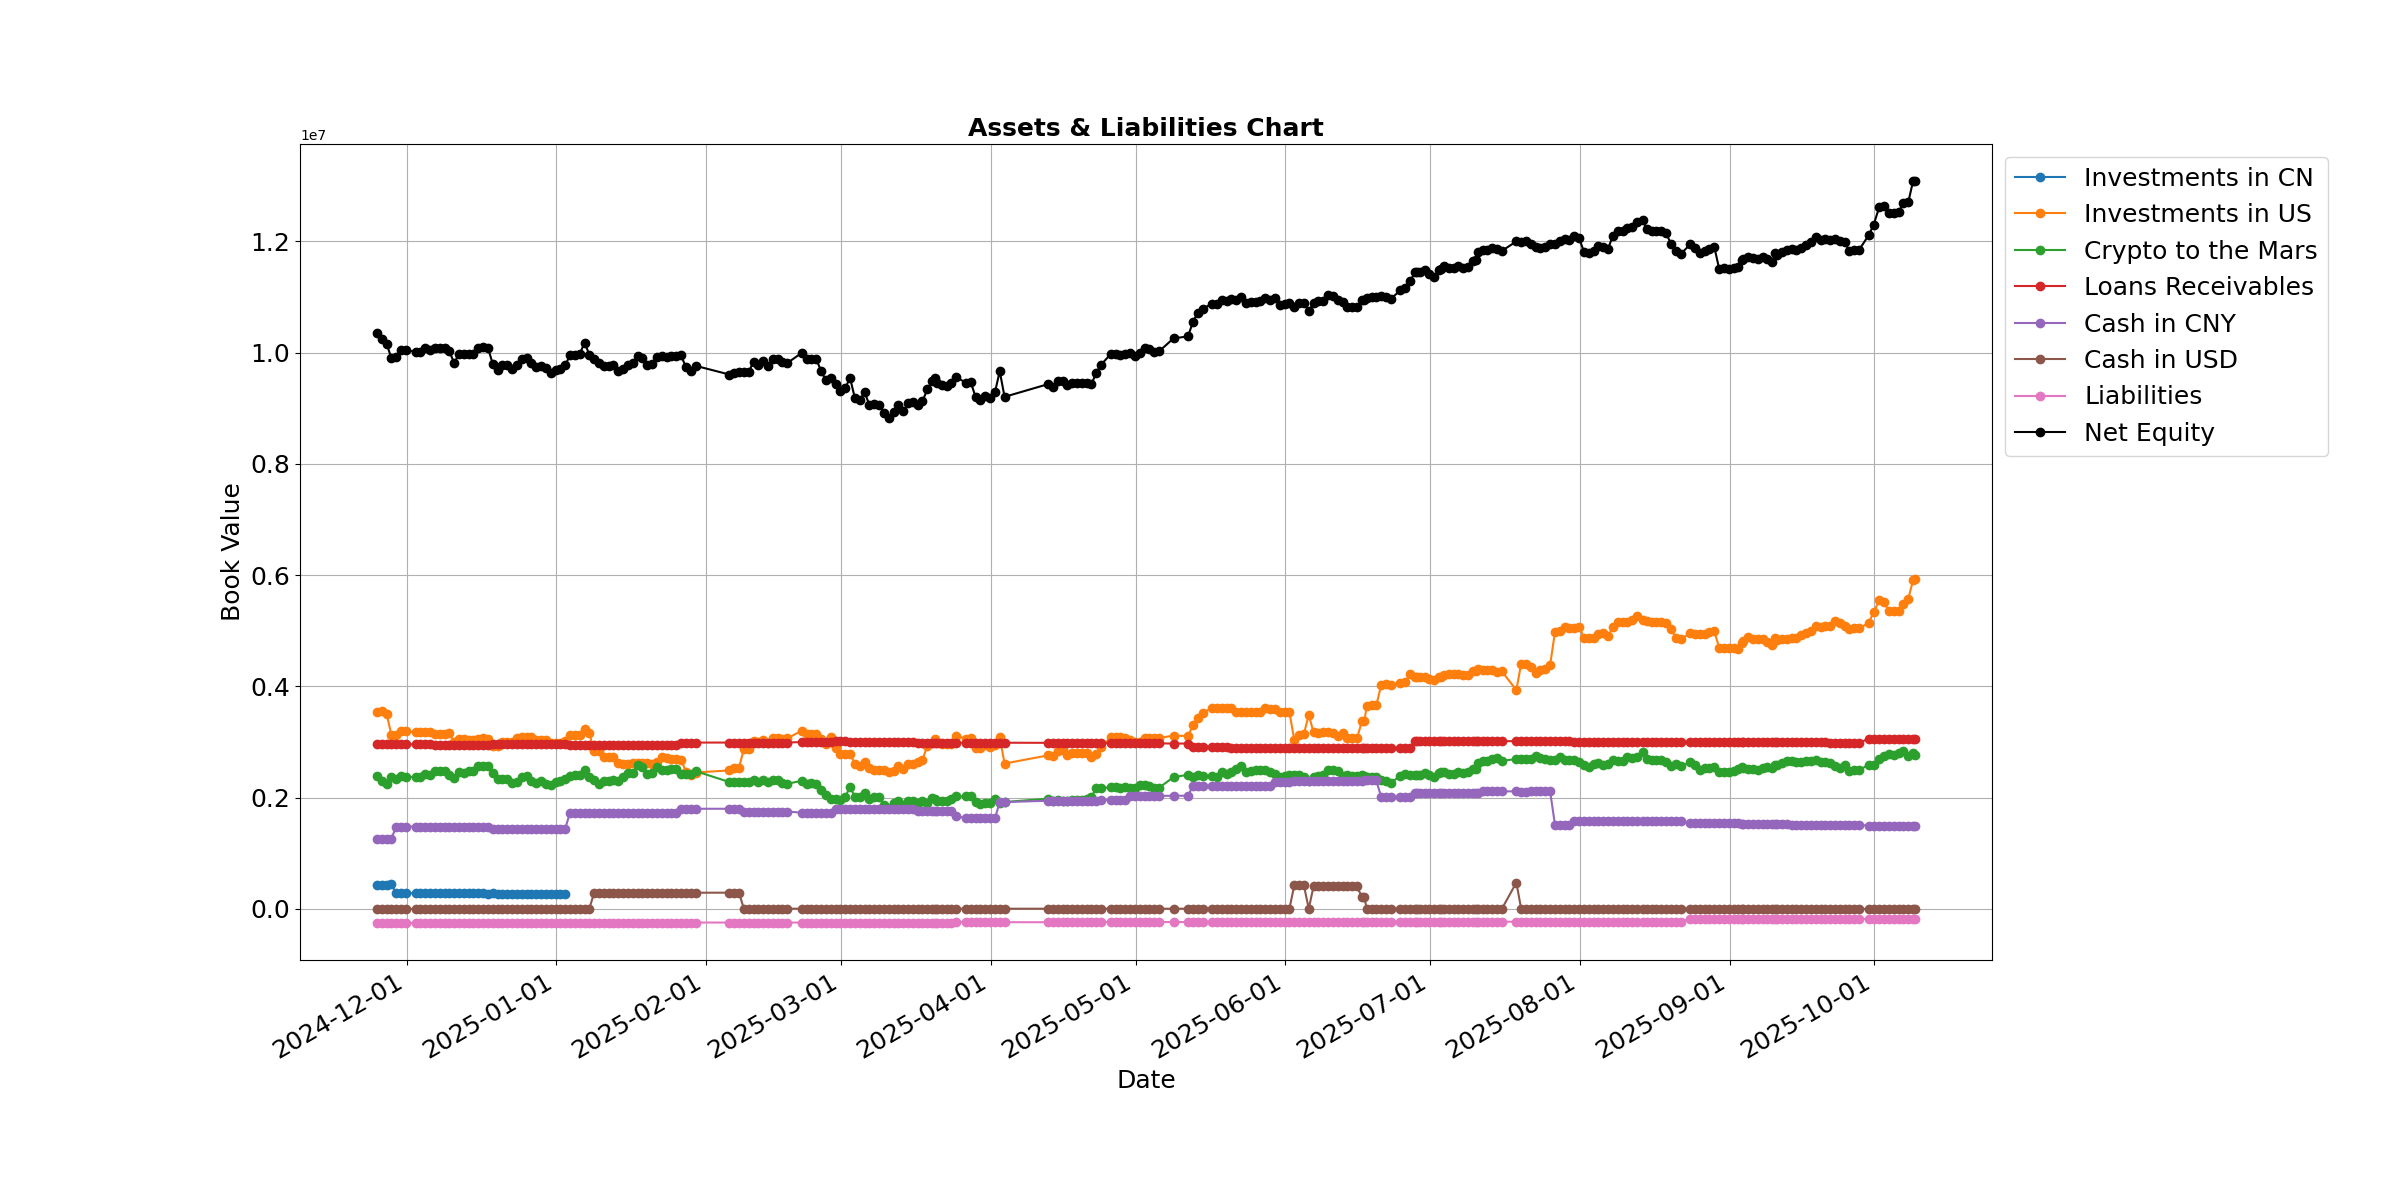 Assets & Liabilities Chart
1e7
1.2
1.0
0.8
0.6
0.4
0.2
0.0
Book Value
2024-12-01
2025-01-01
2025-02-01
2025-03-01
2025-04-01
2025-05-01
2025-06-01
2025-07-01
2025-08-01
2025-09-01
2025-10-01
Date
Investments in CN
Investments in US
Crypto to the Mars
Loans Receivables
Cash in CNY
Cash in USD
Liabilities
Net Equity